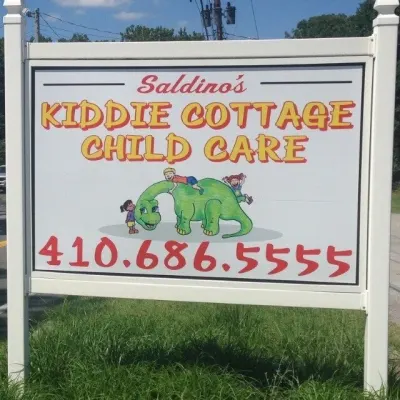 Saldino's
KIDDIE COTTAGE
CHILD CARE
410.686.5555